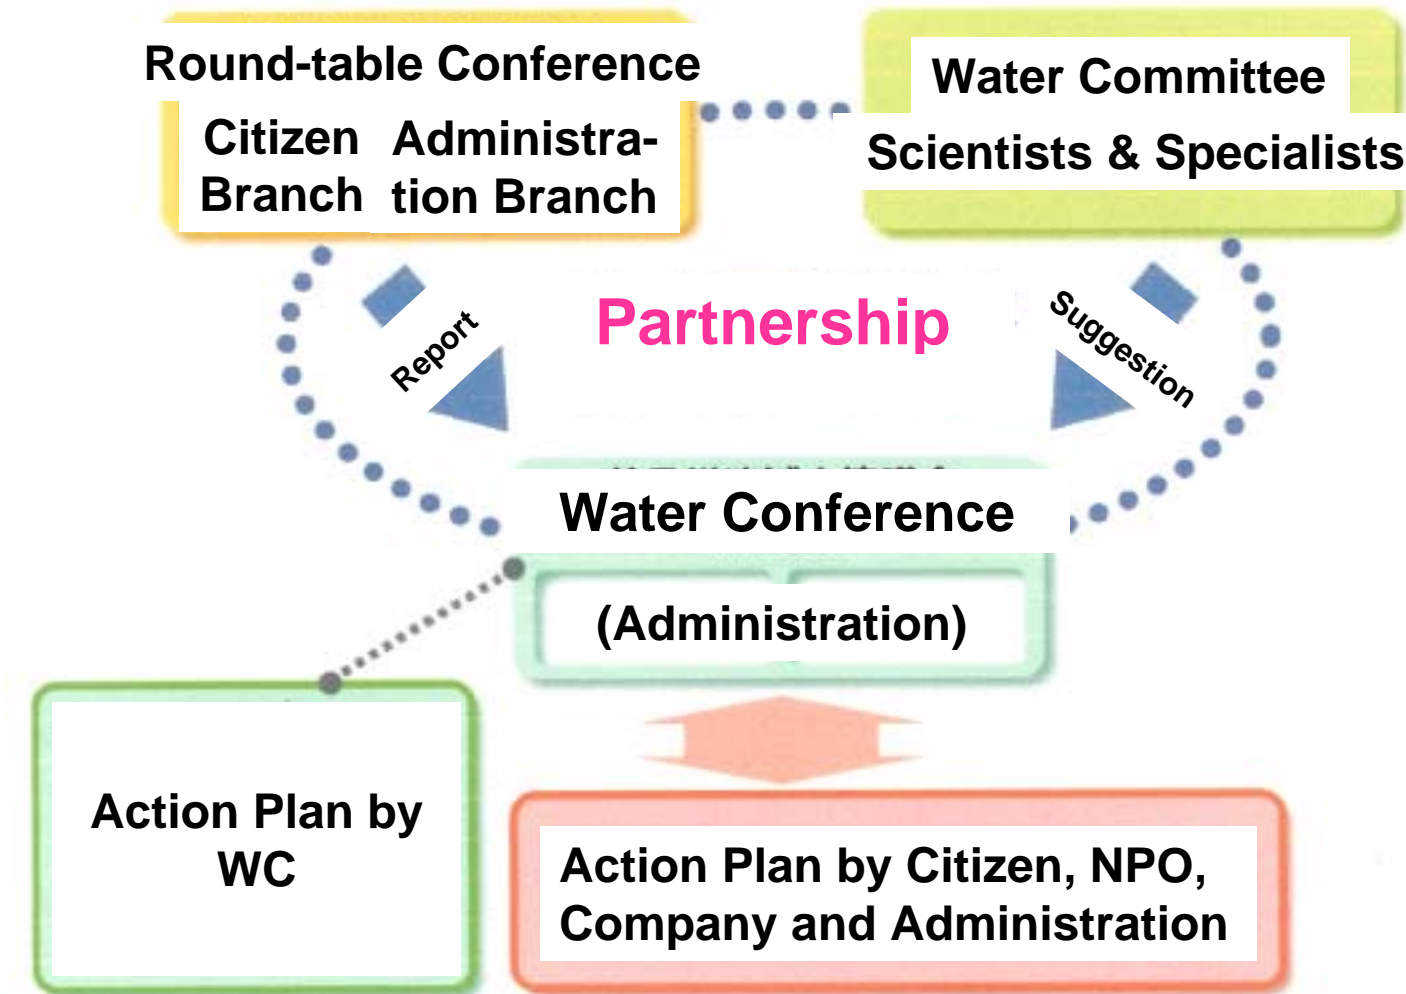 Round-table Conference
Citizen
Branch
Administra-
tion Branch
Water Committee
Scientists & Specialists
Partnership
Report
Suggestion
Water Conference
(Administration)
Action Plan by
WC
Action Plan by Citizen, NPO,
Company and Administration